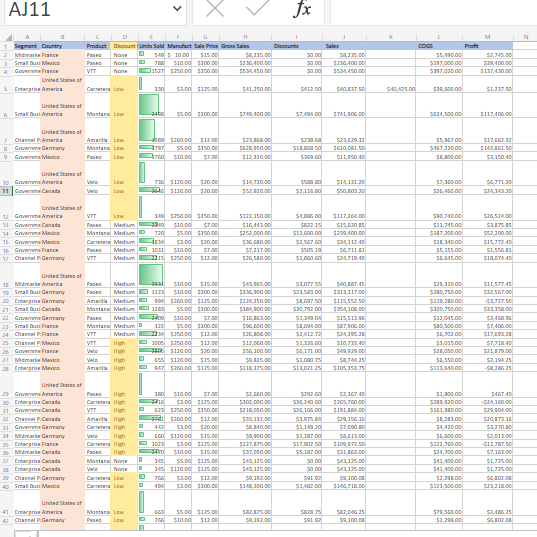 AJ11
fx
A B C D E F G H I J K L M N
1 Segment Country Product Discount Units Sold Manufact Sale Price Gross Sales Discounts Sales COGS Profit
2 Midmarke France Paseo None 549 $ 10.00 $15.00 $8,235.00 $0.00 $8,235.00 $5,490.00 $2,745.00
3 Small Busi Mexico Paseo None 788 $10.00 $300.00 $236,400.00 $0.00 $236,400.00 $197,000.00 $39,400.00
4 Governme France VTT None 1527 $250.00 $350.00 $534,450.00 $0.00 $534,450.00 $397,020.00 $137,430.00
United States of
5 Enterprise America Carretera Low 330 $3.00 $125.00 $41,250.00 $412.50 $40,837.50 $40,425.00 $39,600.00 $1,237.50
United States of
6 Small Busi America Montana Low $5.00 $300.00 $749,400.00 $7,494.00 $741,906.00 $624,500.00 $117,406.00
United States of
7 Channel P America Amarilla Low $260.00 $12.00 $23,868.00 $238.68 $23,629.32 $5,967.00 $17,662.32
8 Governme Germany Montana Low $5.00 $350.00 $628,950.00 $18,868.50 $610,081.50 $467,220.00 $142,861.50
9 Governme Mexico Paseo Low 1760 $10.00 $7.00 $12,320.00 $369.60 $11,950.40 $8,800.00 $3,150.40
United States of
10 Governme America Velo Low 736 $120.00 $20.00 $14,720.00 $588.80 $14,131.20 $7,360.00 $6,771.20
11 Governme Canada Velo Low 2646 $120.00 $20.00 $52,920.00 $2,116.80 $50,803.20 $26,460.00 $24,343.20
United States of
12 Governme America VTT Low 349 $250.00 $350.00 $122,150.00 $4,886.00 $117,264.00 $90,740.00 $26,524.00
13 Governme Canada Paseo Medium 2349 $10.00 $7.00 $16,443.00 $822.15 $15,620.85 $11,745.00 $3,875.85
14 Governme Mexico Montana Medium 720 $5.00 $350.00 $252,000.00 $12,600.00 $239,400.00 $187,200.00 $52,200.00
15 Governme Mexico Carretera Medium 1834 $3.00 $20.00 $36,680.00 $2,567.60 $34,112.40 $18,340.00 $15,772.40
16 Governme France Paseo Medium 1031 $10.00 $7.00 $7,217.00 $505.19 $6,711.81 $5,155.00 $1,556.81
17 Channel P Germany VTT Medium 2215 $250.00 $12.00 $26,580.00 $1,860.60 $24,719.40 $6,645.00 $18,074.40
United States of
18 Midmarke America Paseo Medium 2931 $10.00 $15.00 $43,965.00 $3,077.55 $40,887.45 $29,310.00 $11,577.45
19 Small Busi Germany Paseo Medium 1123 $10.00 $300.00 $336,900.00 $23,583.00 $313,317.00 $280,750.00 $32,567.00
20 Enterprise Germany Amarilla Medium 994 $260.00 $125.00 $124,250.00 $8,697.50 $115,552.50 $119,280.00 -$3,727.50
21 Small Busi Canada Montana Medium 1283 $5.00 $300.00 $384,900.00 $30,792.00 $354,108.00 $320,750.00 $33,358.00
22 Governme Germany Paseo Medium 2409 $10.00 $7.00 $16,863.00 $1,349.04 $15,513.96 $12,045.00 $3,468.96
23 Small Busi France Montana Medium 322 $5.00 $300.00 $96,600.00 $8,694.00 $87,906.00 $80,500.00 $7,406.00
24 Channel P France VTT Medium 2234 $250.00 $12.00 $26,808.00 $2,412.72 $24,395.28 $6,702.00 $17,693.28
25 Channel P Mexico VTT High 1005 $250.00 $12.00 $12,060.00 $1,326.60 $10,733.40 $3,015.00 $7,718.40
26 Governme France Velo High 2805 $120.00 $20.00 $56,100.00 $6,171.00 $49,929.00 $28,050.00 $21,879.00
27 Midmarke Mexico Velo High 655 $120.00 $15.00 $9,825.00 $1,080.75 $8,744.25 $6,550.00 $2,194.25
28 Enterprise Mexico Amarilla High 947 $260.00 $125.00 $118,375.00 $13,021.25 $105,353.75 $113,640.00 -$8,286.25
United States of
29 Governme America Paseo High 380 $10.00 $7.00 $2,660.00 $292.60 $2,367.40 $1,900.00 $467.40
30 Enterprise Canada Carretera High 2416 $3.00 $125.00 $302,000.00 $36,240.00 $265,760.00 $289,920.00 -$24,160.00
31 Governme Canada VTT High 623 $250.00 $350.00 $218,050.00 $26,166.00 $191,884.00 $161,980.00 $29,904.00
32 Channel P Canada Amarilla High 2761 $260.00 $12.00 $33,132.00 $3,975.84 $29,156.16 $8,283.00 $20,873.16
33 Governme Germany Carretera High 442 $3.00 $20.00 $8,840.00 $1,149.20 $7,690.80 $4,420.00 $3,270.80
34 Midmarke Germany Velo High 660 $120.00 $15.00 $9,900.00 $1,287.00 $8,613.00 $6,600.00 $2,013.00
35 Enterprise France Carretera High 1023 $3.00 $125.00 $127,875.00 $17,902.50 $109,972.50 $122,760.00 -$12,787.50
36 Midmarke Mexico Paseo High 2470 $10.00 $15.00 $37,050.00 $5,187.00 $31,863.00 $24,700.00 $7,163.00
37 Enterprise Canada Montana None 345 $5.00 $125.00 $43,125.00 $0.00 $43,125.00 $41,400.00 $1,725.00
38 Enterprise Canada Velo None 345 $120.00 $125.00 $43,125.00 $0.00 $43,125.00 $41,400.00 $1,725.00
39 Channel P Germany Carretera Low 766 $3.00 $12.00 $9,192.00 $91.92 $9,100.08 $2,298.00 $6,802.08
40 Small Busi Mexico Carretera Low 494 $3.00 $300.00 $148,200.00 $1,482.00 $146,718.00 $123,500.00 $23,218.00
United States of
41 Enterprise America Montana Low 663 $5.00 $125.00 $82,875.00 $828.75 $82,046.25 $79,560.00 $2,486.25
42 Channel P Germany Paseo Low 766 $10.00 $12.00 $9,192.00 $91.92 $9,100.08 $2,298.00 $6,802.08